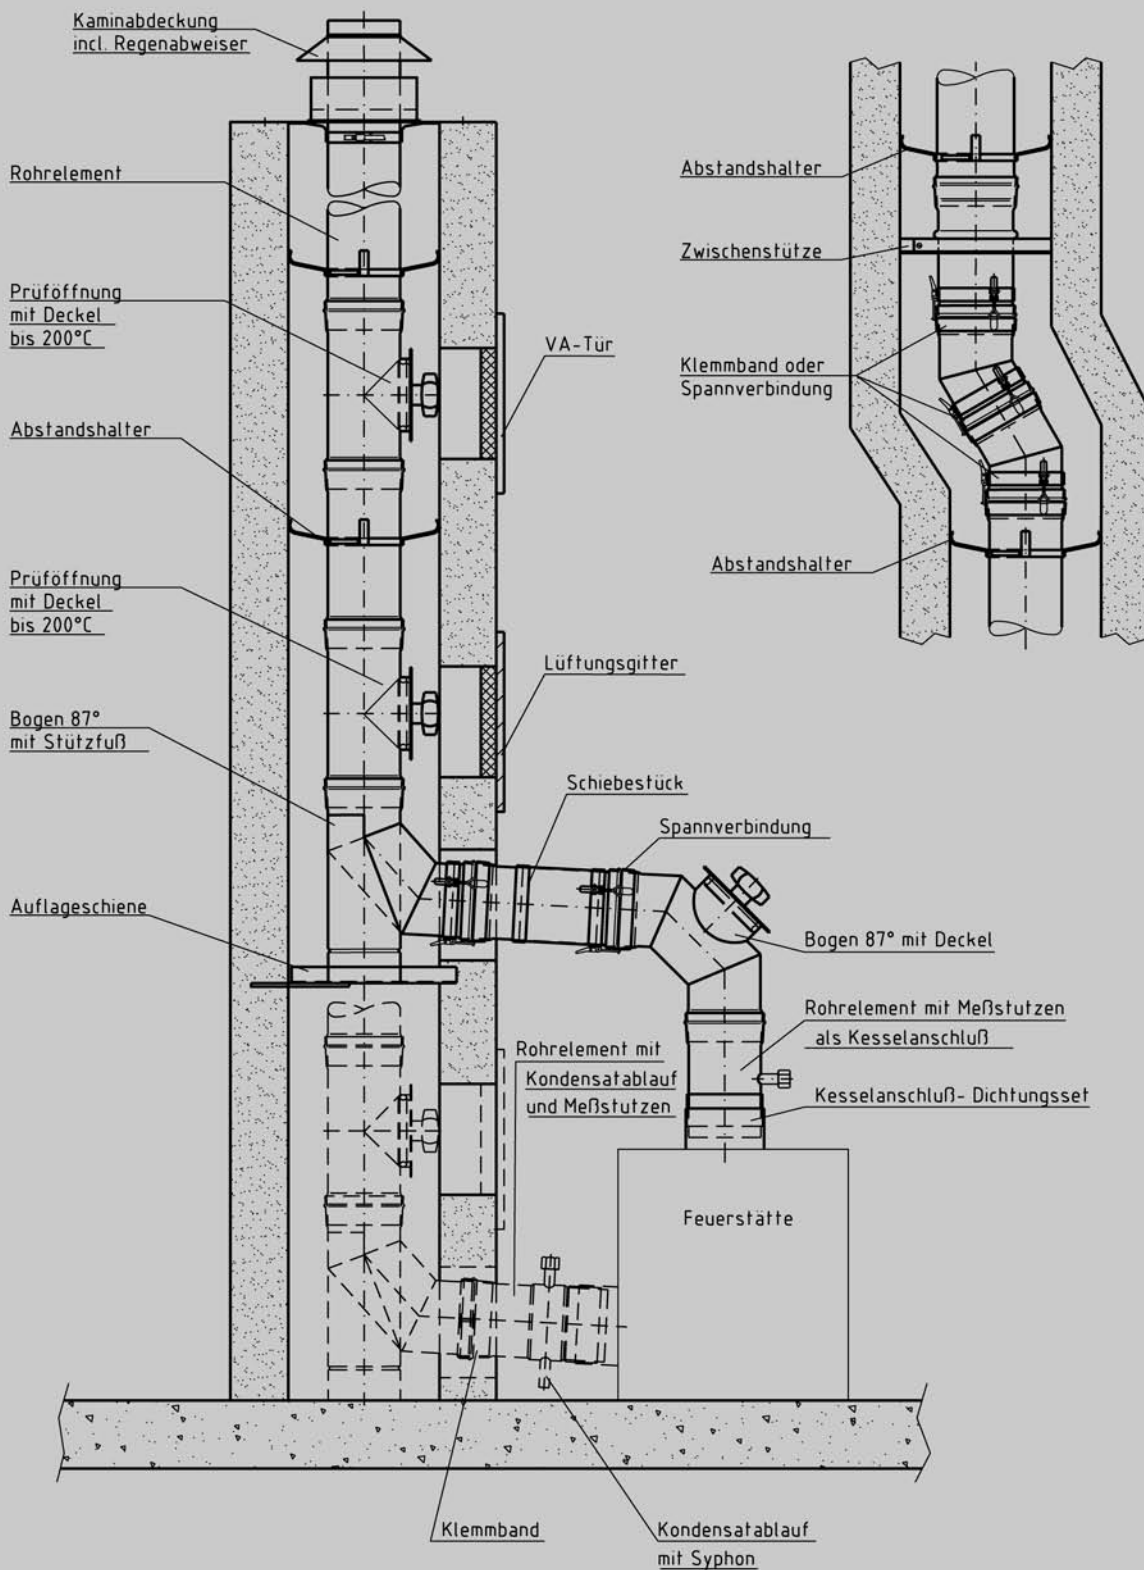 Kaminabdeckung
incl. Regenabweiser
Rohrelement
Prüföffnung
mit Deckel
bis 200°C
Abstandshalter
Prüföffnung
mit Deckel
bis 200°C
Bogen 87°
mit Stützfuß
Auflageschiene
VA-Tür
Lüftungsgitter
Schiebestück
Spannverbindung
Bogen 87° mit Deckel
Rohrelement mit Meßstutzen
als Kesselanschluß
Rohrelement mit
Kondensatablauf
und Meßstutzen
Kesselanschluß- Dichtungsset
Feuerstätte
Klemmband
Kondensatablauf
mit Syphon
Abstandshalter
Zwischenstütze
Klemmband oder
Spannverbindung
Abstandshalter